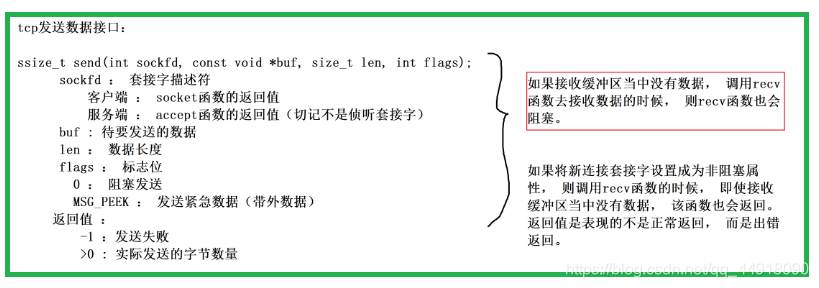 tcp发送数据接口：
ssize_t send(int sockfd, const void *buf, size_t len, int flags);
sockfd ： 套接字描述符
客户端 ： socket函数的返回值
服务端 ： accept函数的返回值（切记不是侦听套接字）
buf : 待要发送的数据
len ： 数据长度
flags ： 标志位
0 ： 阻塞发送
MSG_PEEK ： 发送紧急数据（带外数据）
返回值 ：
-1 ：发送失败
>0 ：实际发送的字节数量
如果接收缓冲区当中没有数据， 调用recv
函数去接收数据的时候， 则recv函数也会
阻塞。
如果将新连接套接字设置成为非阻塞属
性， 则调用recv函数的时候， 即使接收
缓冲区当中没有数据， 该函数也会返回。
返回值是表现的不是正常返回， 而是出错
返回。